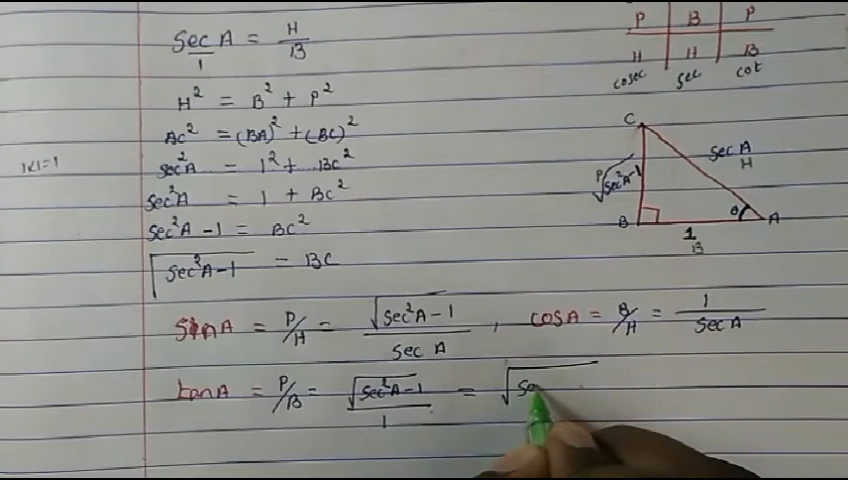 P B P
H H B
cosec sec cot
Sec A = H/B
1
H² = B² + P²
AC² = (BA)² + (BC)²
sec²A = 1² + BC²
1×1=1
sec²A = 1 + BC²
sec²A - 1 = BC²
√sec²A-1 = BC
C
sec A
H
P
√sec²A-1
B
θ
A
1
B
SinA = P/H = √sec²A-1 / sec A , cosA = B/H = 1 / sec A
tanA = P/B = √sec²A-1 / 1 = √se